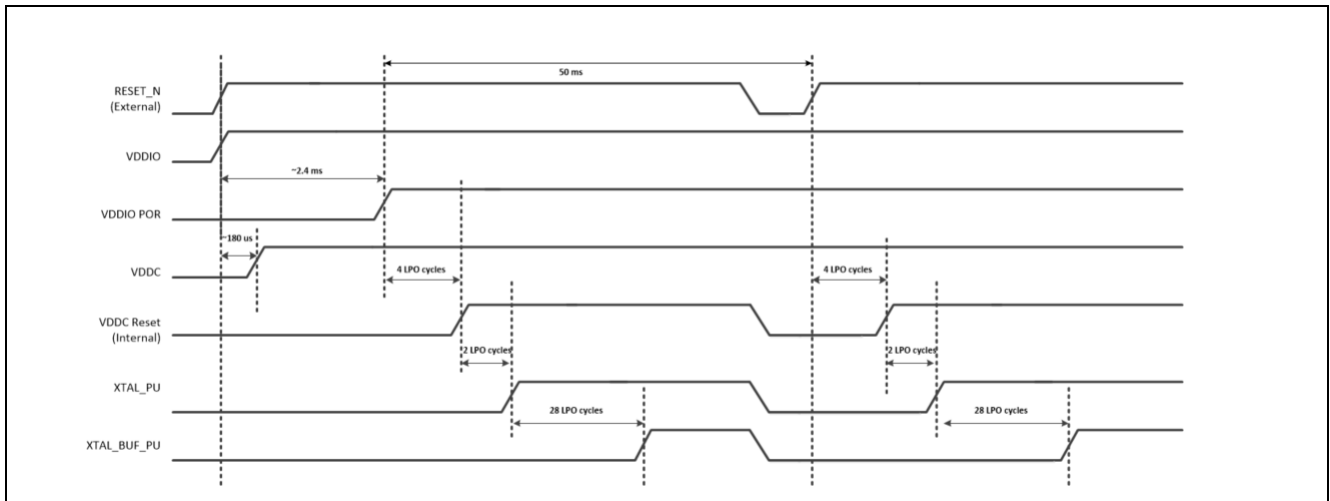 50 ms
RESET_N
(External)
VDDIO
~2.4 ms
VDDIO POR
~180 us
VDDC
4 LPO cycles
4 LPO cycles
VDDC Reset
(Internal)
2 LPO cycles
2 LPO cycles
XTAL_PU
28 LPO cycles
28 LPO cycles
XTAL_BUF_PU